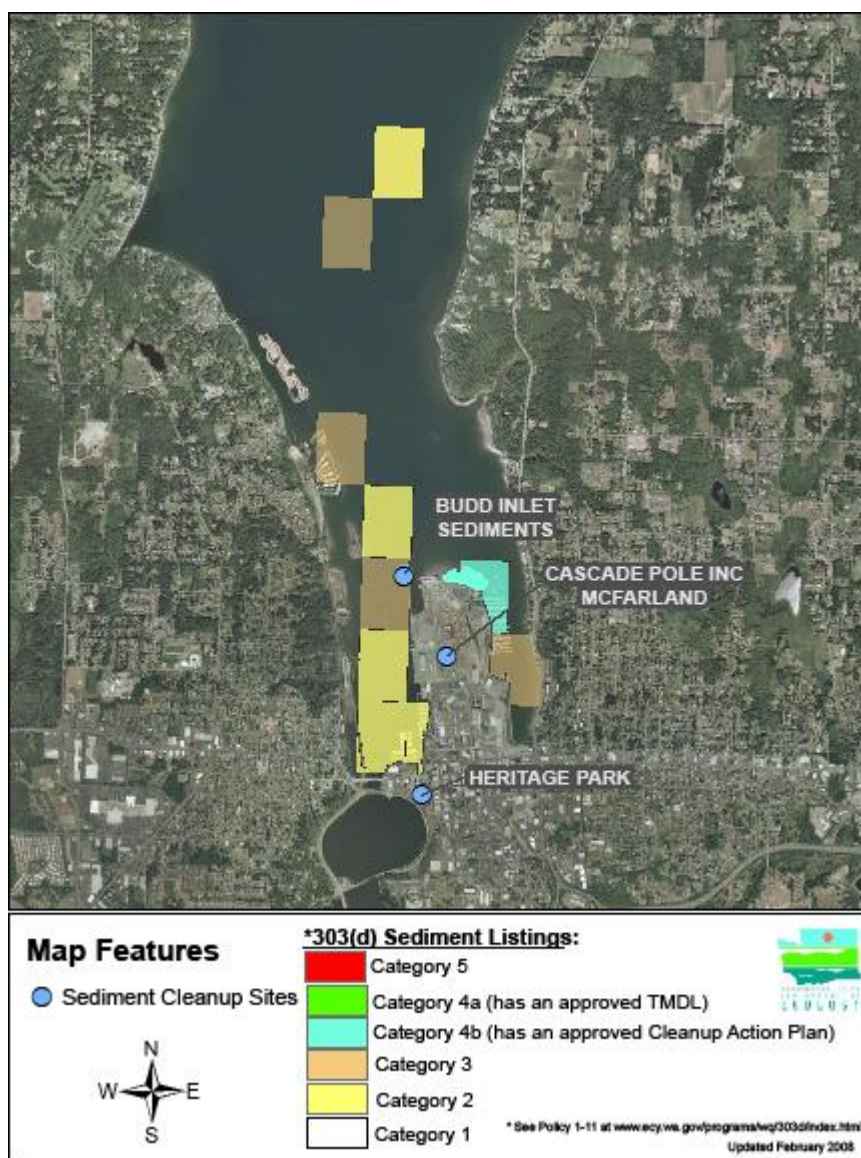 BUDD INLET
SEDIMENTS
CASCADE POLE INC
MCFARLAND
HERITAGE PARK
Map Features
Sediment Cleanup Sites
N
W
E
S
*303(d) Sediment Listings:
Category 5
Category 4a (has an approved TMDL)
Category 4b (has an approved Cleanup Action Plan)
Category 3
Category 2
Category 1
ECOLOGY
* See Policy 1-11 at www.ecy.wa.gov/programs/wq/303d/index.html
Updated February 2008